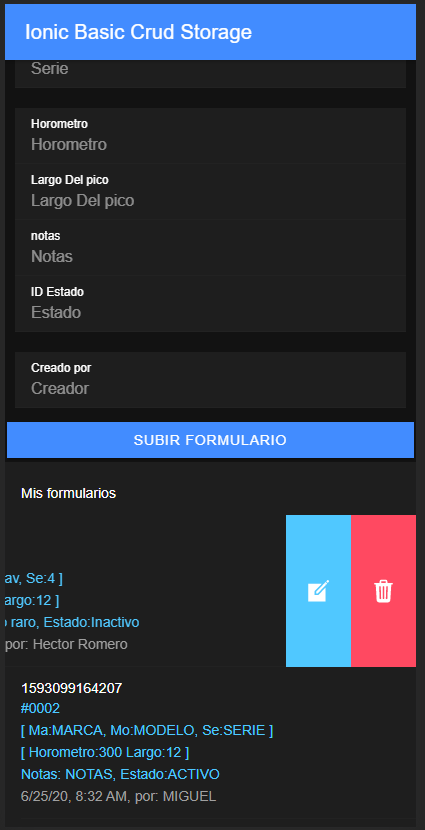 Ionic Basic Crud Storage
Serie
Horometro
Horometro
Largo Del pico
Largo Del pico
notas
Notas
ID Estado
Estado
Creado por
Creador
SUBIR FORMULARIO
Mis formularios
av, Se:4 ]
argo:12 ]
raro, Estado:Inactivo
por: Hector Romero
1593099164207
#0002
[ Ma:MARCA, Mo:MODELO, Se:SERIE ]
[ Horometro:300 Largo:12 ]
Notas: NOTAS, Estado:ACTIVO
6/25/20, 8:32 AM, por: MIGUEL